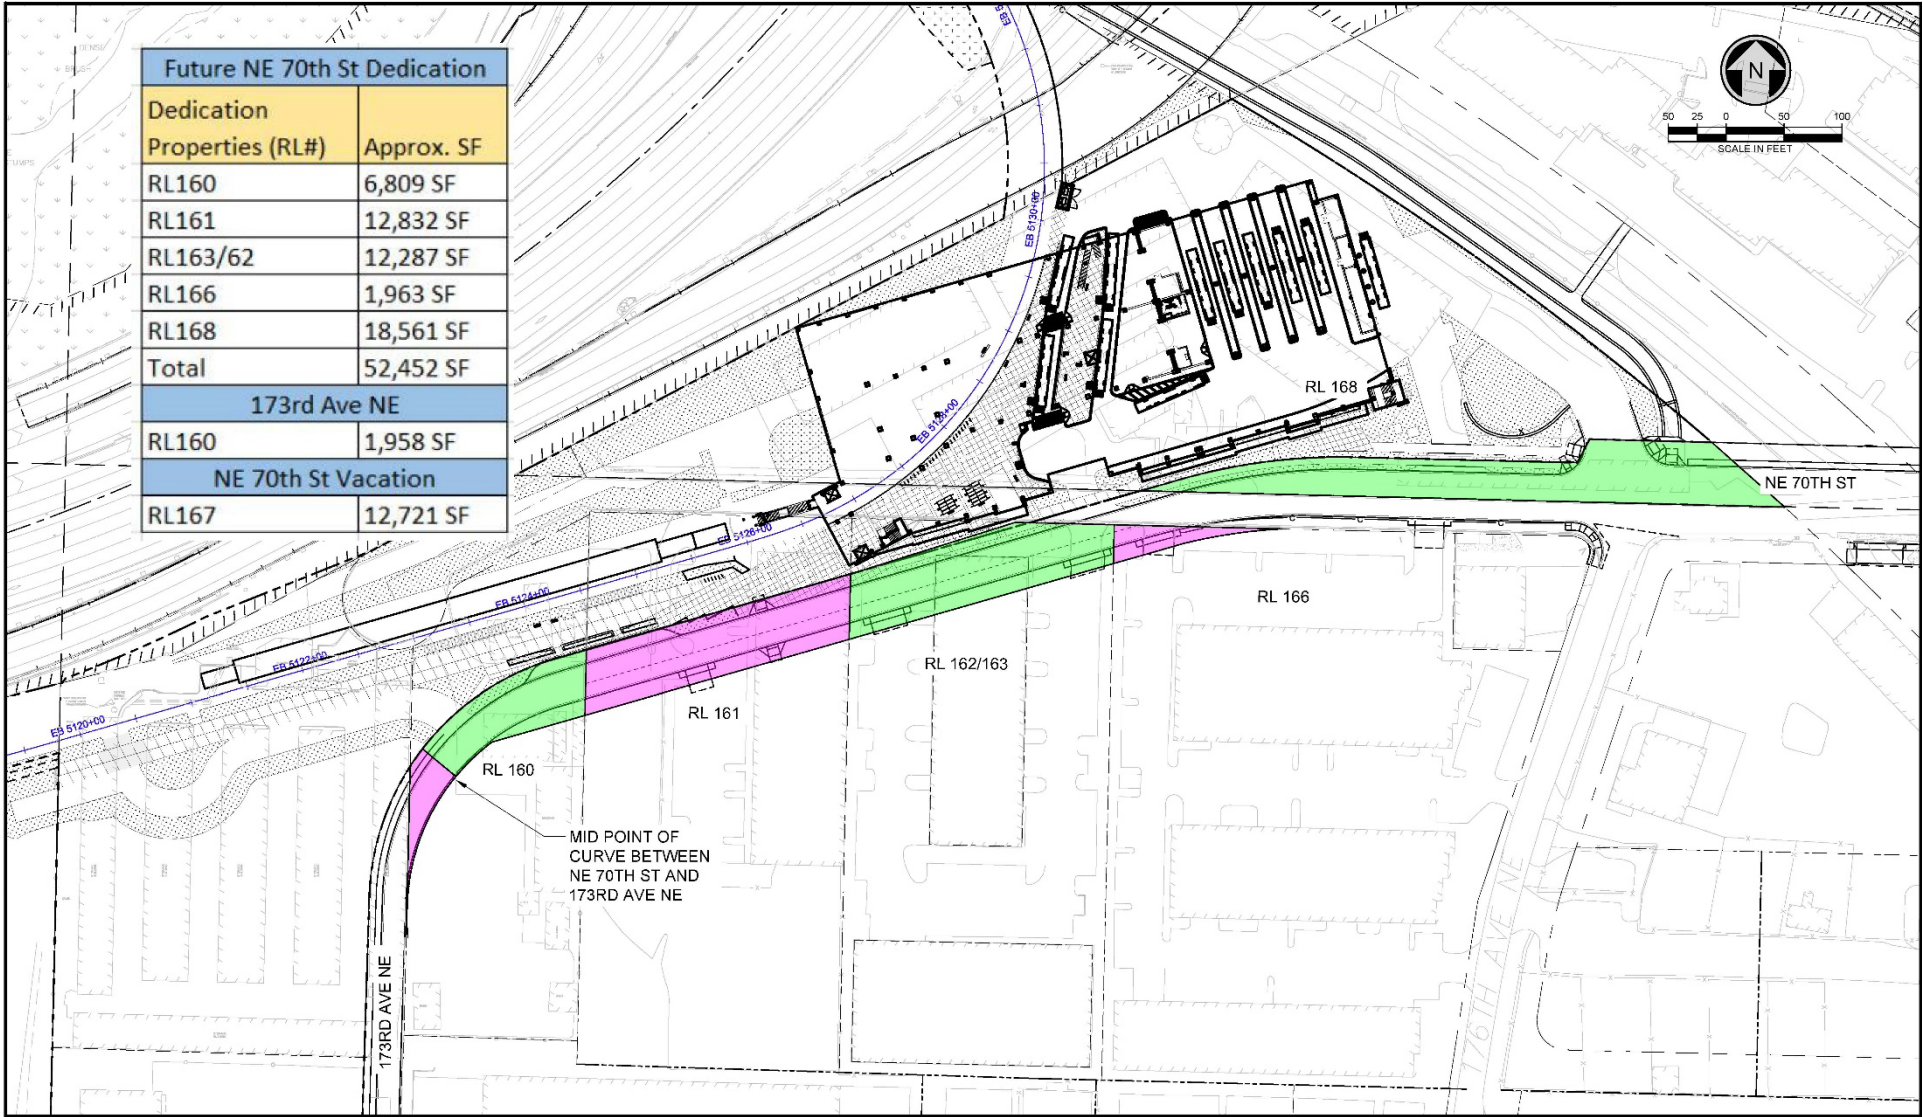 Future NE 70th St Dedication
Dedication
Properties (RL#) Approx. SF
RL160 6,809 SF
RL161 12,832 SF
RL163/62 12,287 SF
RL166 1,963 SF
RL168 18,561 SF
Total 52,452 SF
173rd Ave NE
RL160 1,958 SF
NE 70th St Vacation
RL167 12,721 SF
N
50 25 0 50 100
SCALE IN FEET
EB 5130+00
EB 5128+00
EB 5126+00
EB 5124+00
EB 5122+00
EB 5120+00
RL 168
NE 70TH ST
RL 166
RL 162/163
RL 161
RL 160
MID POINT OF
CURVE BETWEEN
NE 70TH ST AND
173RD AVE NE
173RD AVE NE
176TH AVE NE